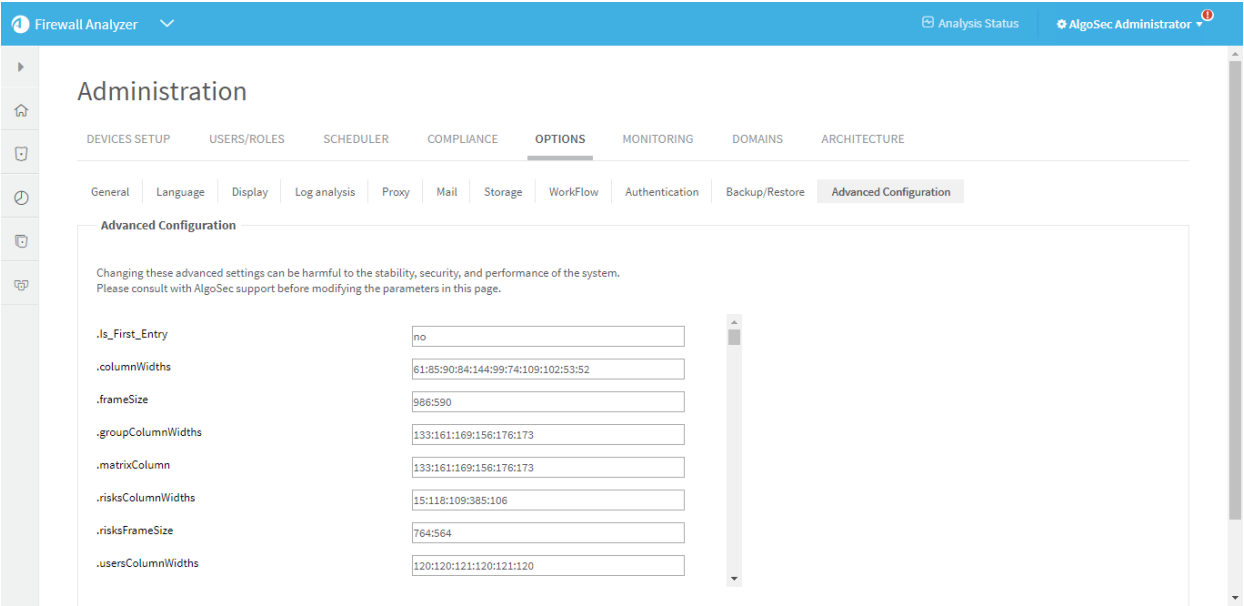 Firewall Analyzer
Analysis Status
AlgoSec Administrator
!
Administration
DEVICES SETUP USERS/ROLES SCHEDULER COMPLIANCE OPTIONS MONITORING DOMAINS ARCHITECTURE
General Language Display Log analysis Proxy Mail Storage WorkFlow Authentication Backup/Restore Advanced Configuration
Advanced Configuration
Changing these advanced settings can be harmful to the stability, security, and performance of the system.
Please consult with AlgoSec support before modifying the parameters in this page.
.Is_First_Entry no
.columnWidths 61:85:90:84:144:99:74:109:102:53:52
.frameSize 986:590
.groupColumnWidths 133:161:169:156:176:173
.matrixColumn 133:161:169:156:176:173
.risksColumnWidths 15:118:109:385:106
.risksFrameSize 764:564
.usersColumnWidths 120:120:121:120:121:120